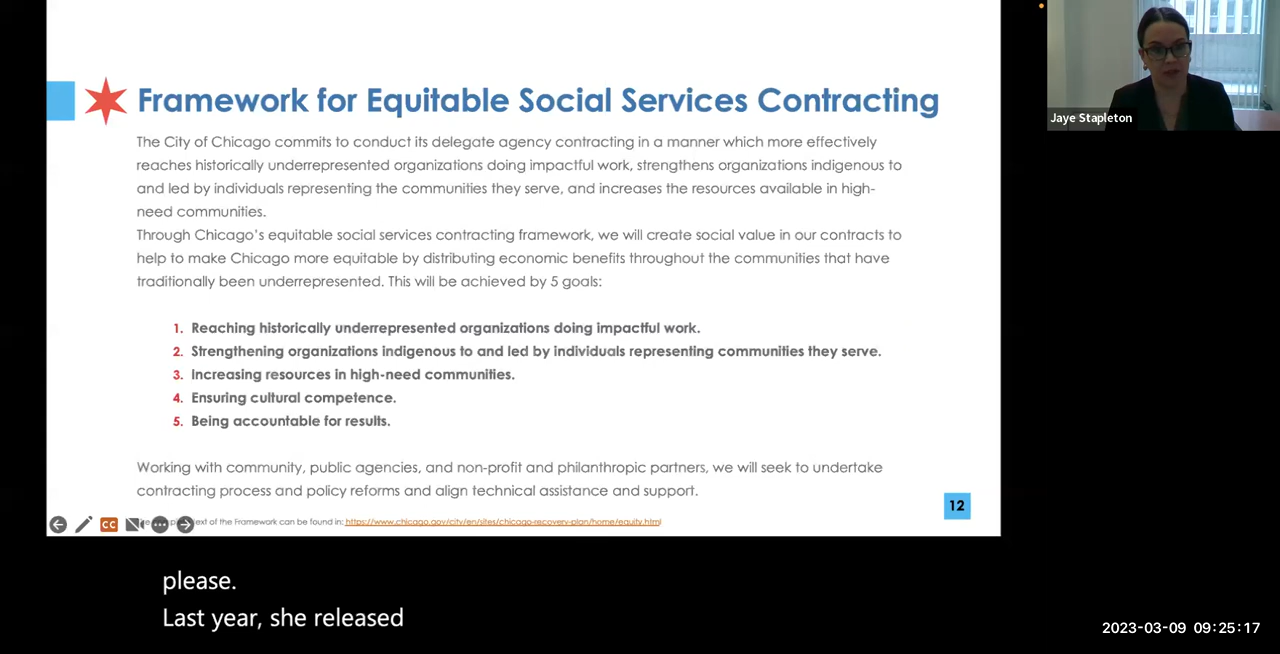 Framework for Equitable Social Services Contracting
Jaye Stapleton
The City of Chicago commits to conduct its delegate agency contracting in a manner which more effectively
reaches historically underrepresented organizations doing impactful work, strengthens organizations indigenous to
and led by individuals representing the communities they serve, and increases the resources available in high-
need communities.
Through Chicago's equitable social services contracting framework, we will create social value in our contracts to
help to make Chicago more equitable by distributing economic benefits throughout the communities that have
traditionally been underrepresented. This will be achieved by 5 goals:
1. Reaching historically underrepresented organizations doing impactful work.
2. Strengthening organizations indigenous to and led by individuals representing communities they serve.
3. Increasing resources in high-need communities.
4. Ensuring cultural competence.
5. Being accountable for results.
Working with community, public agencies, and non-profit and philanthropic partners, we will seek to undertake
contracting process and policy reforms and align technical assistance and support.
12
CC
text of the Framework can be found in: https://www.chicago.gov/city/en/sites/chicago-recovery-plan/home/equity.html
please.
Last year, she released
2023-03-09 09:25:17